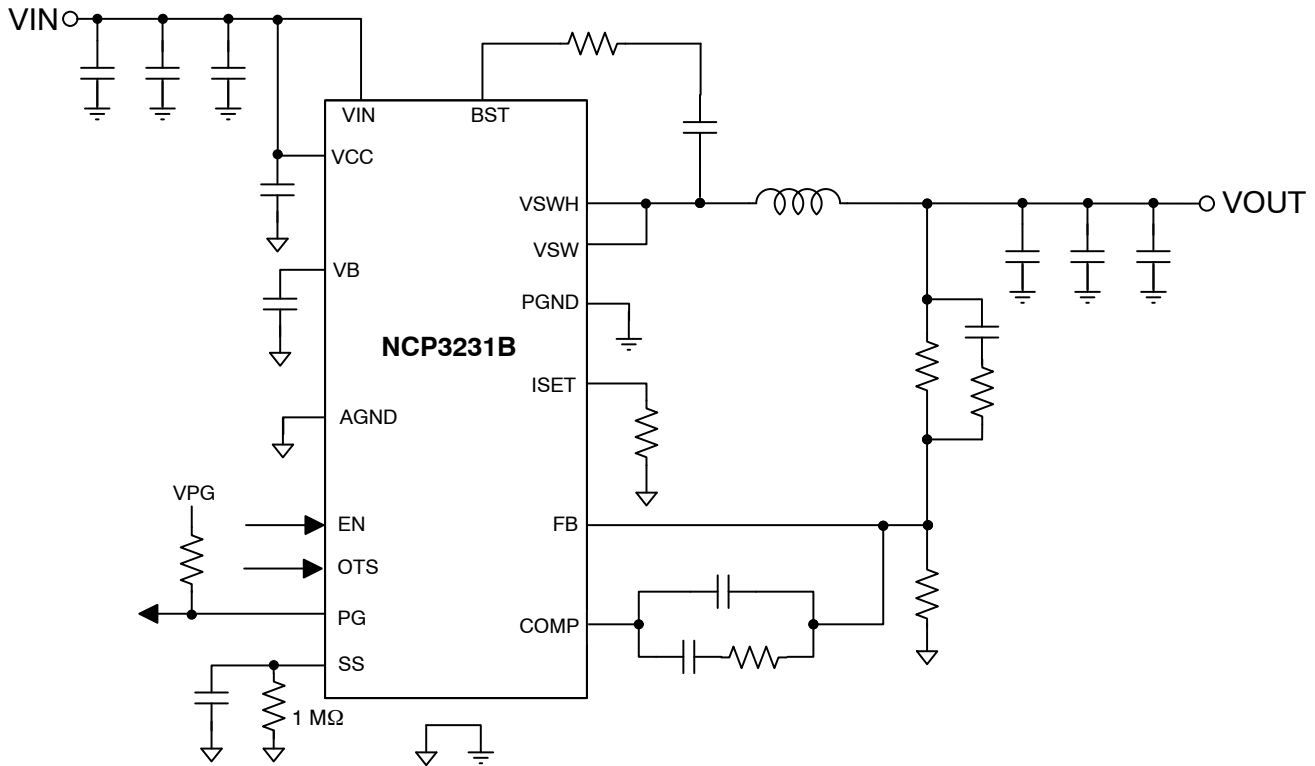 VIN
VIN
BST
VCC
VSWH
VOUT
VSW
VB
PGND
NCP3231B
ISET
AGND
VPG
EN
FB
OTS
PG
COMP
SS
1 MΩ